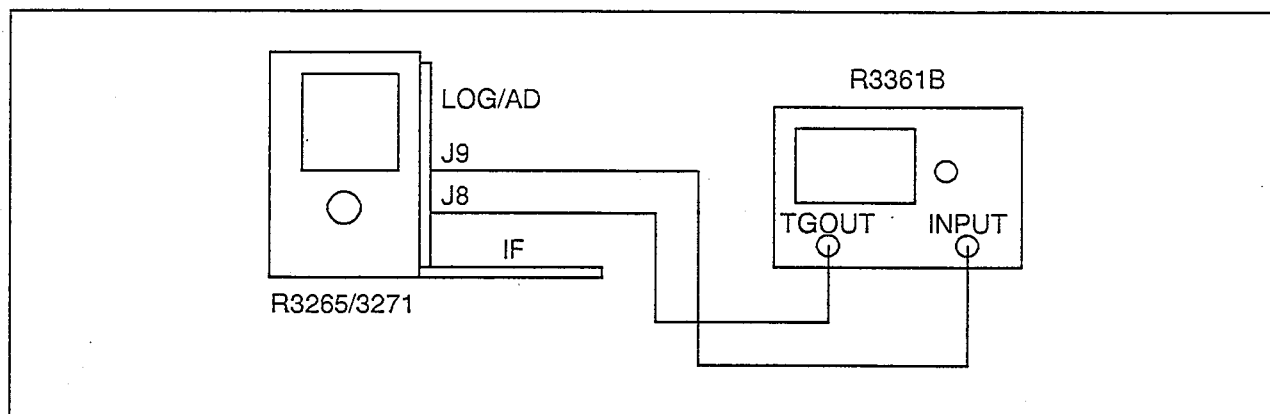 R3361B
LOG/AD
J9
J8
TGOUT
INPUT
IF
R3265/3271